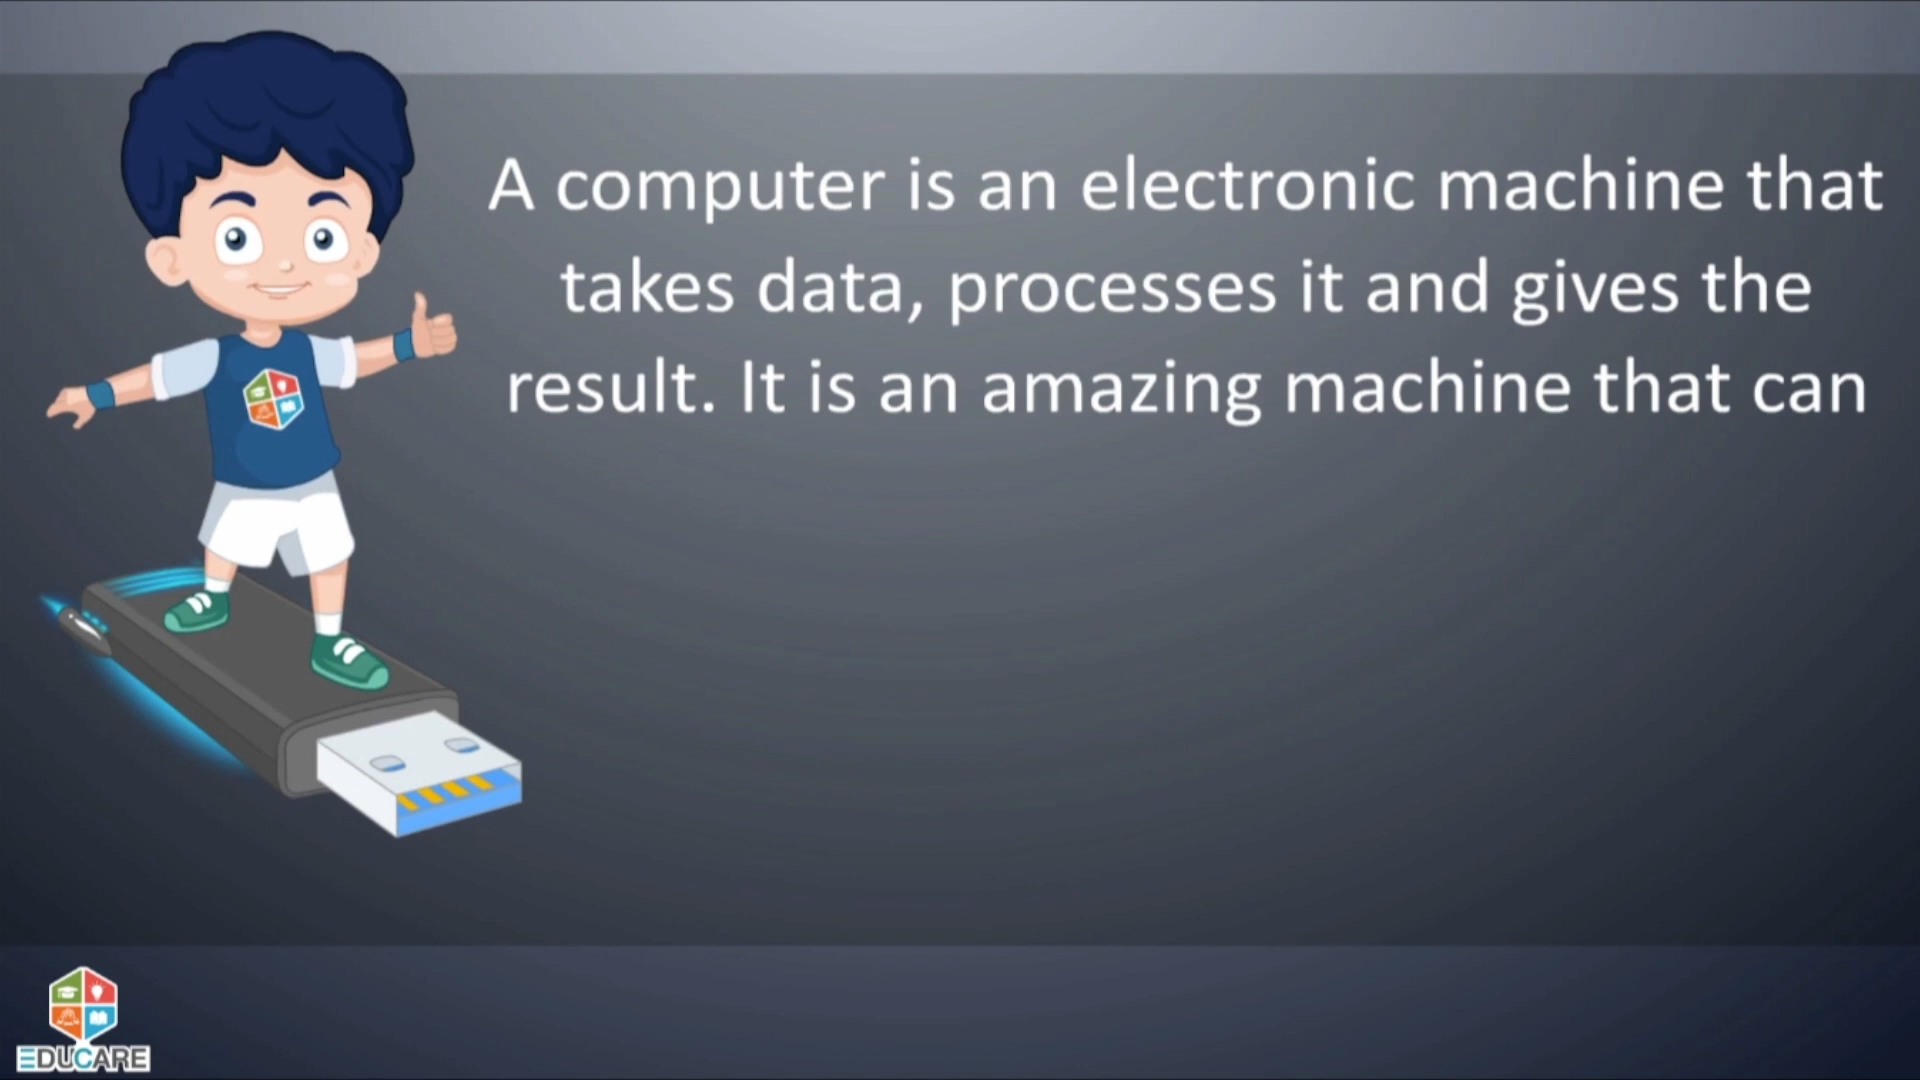 A computer is an electronic machine that
takes data, processes it and gives the
result. It is an amazing machine that can
EDUCARE